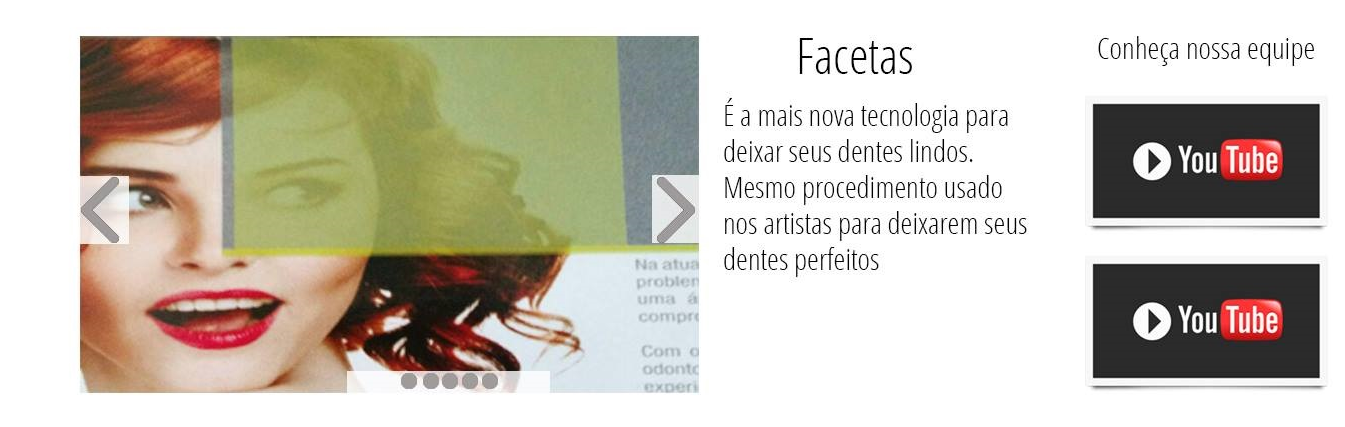 Facetas
É a mais nova tecnologia para
deixar seus dentes lindos.
Mesmo procedimento usado
nos artistas para deixarem seus
dentes perfeitos
Conheça nossa equipe
YouTube
YouTube
Na atua
problem
uma á
compr
Com o
odonto
experi